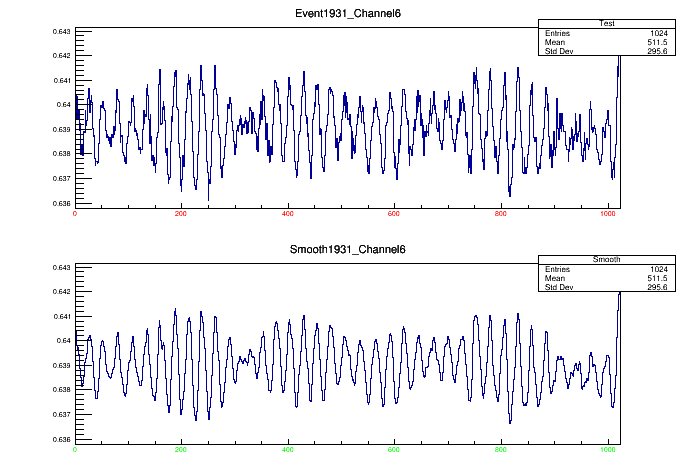 Event1931_Channel6
Test
Entries 1024
Mean 511.5
Std Dev 295.6
0.643
0.642
0.641
0.64
0.639
0.638
0.637
0.636
0 200 400 600 800 1000
Smooth1931_Channel6
Smooth
Entries 1024
Mean 511.5
Std Dev 295.6
0.643
0.642
0.641
0.64
0.639
0.638
0.637
0.636
0 200 400 600 800 1000